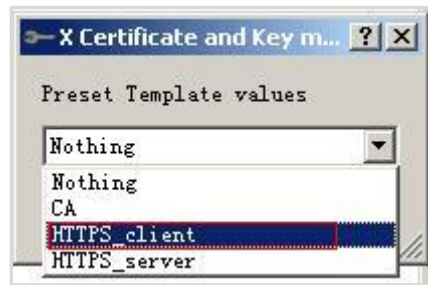 X Certificate and Key m...
Preset Template values
Nothing
Nothing
CA
HTTPS_client
HTTPS_server